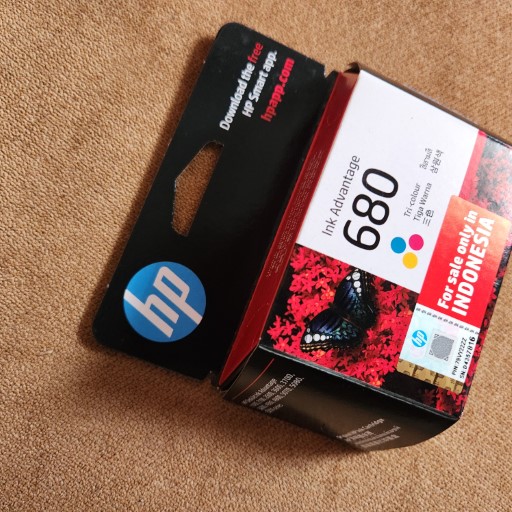 hp
Download the free
HP Smart app.
hpapp.com
Ink Advantage
680
Tri-colour
Tiga Warna
三色
สีสามสี
삼원색
hp
For sale only in
INDONESIA